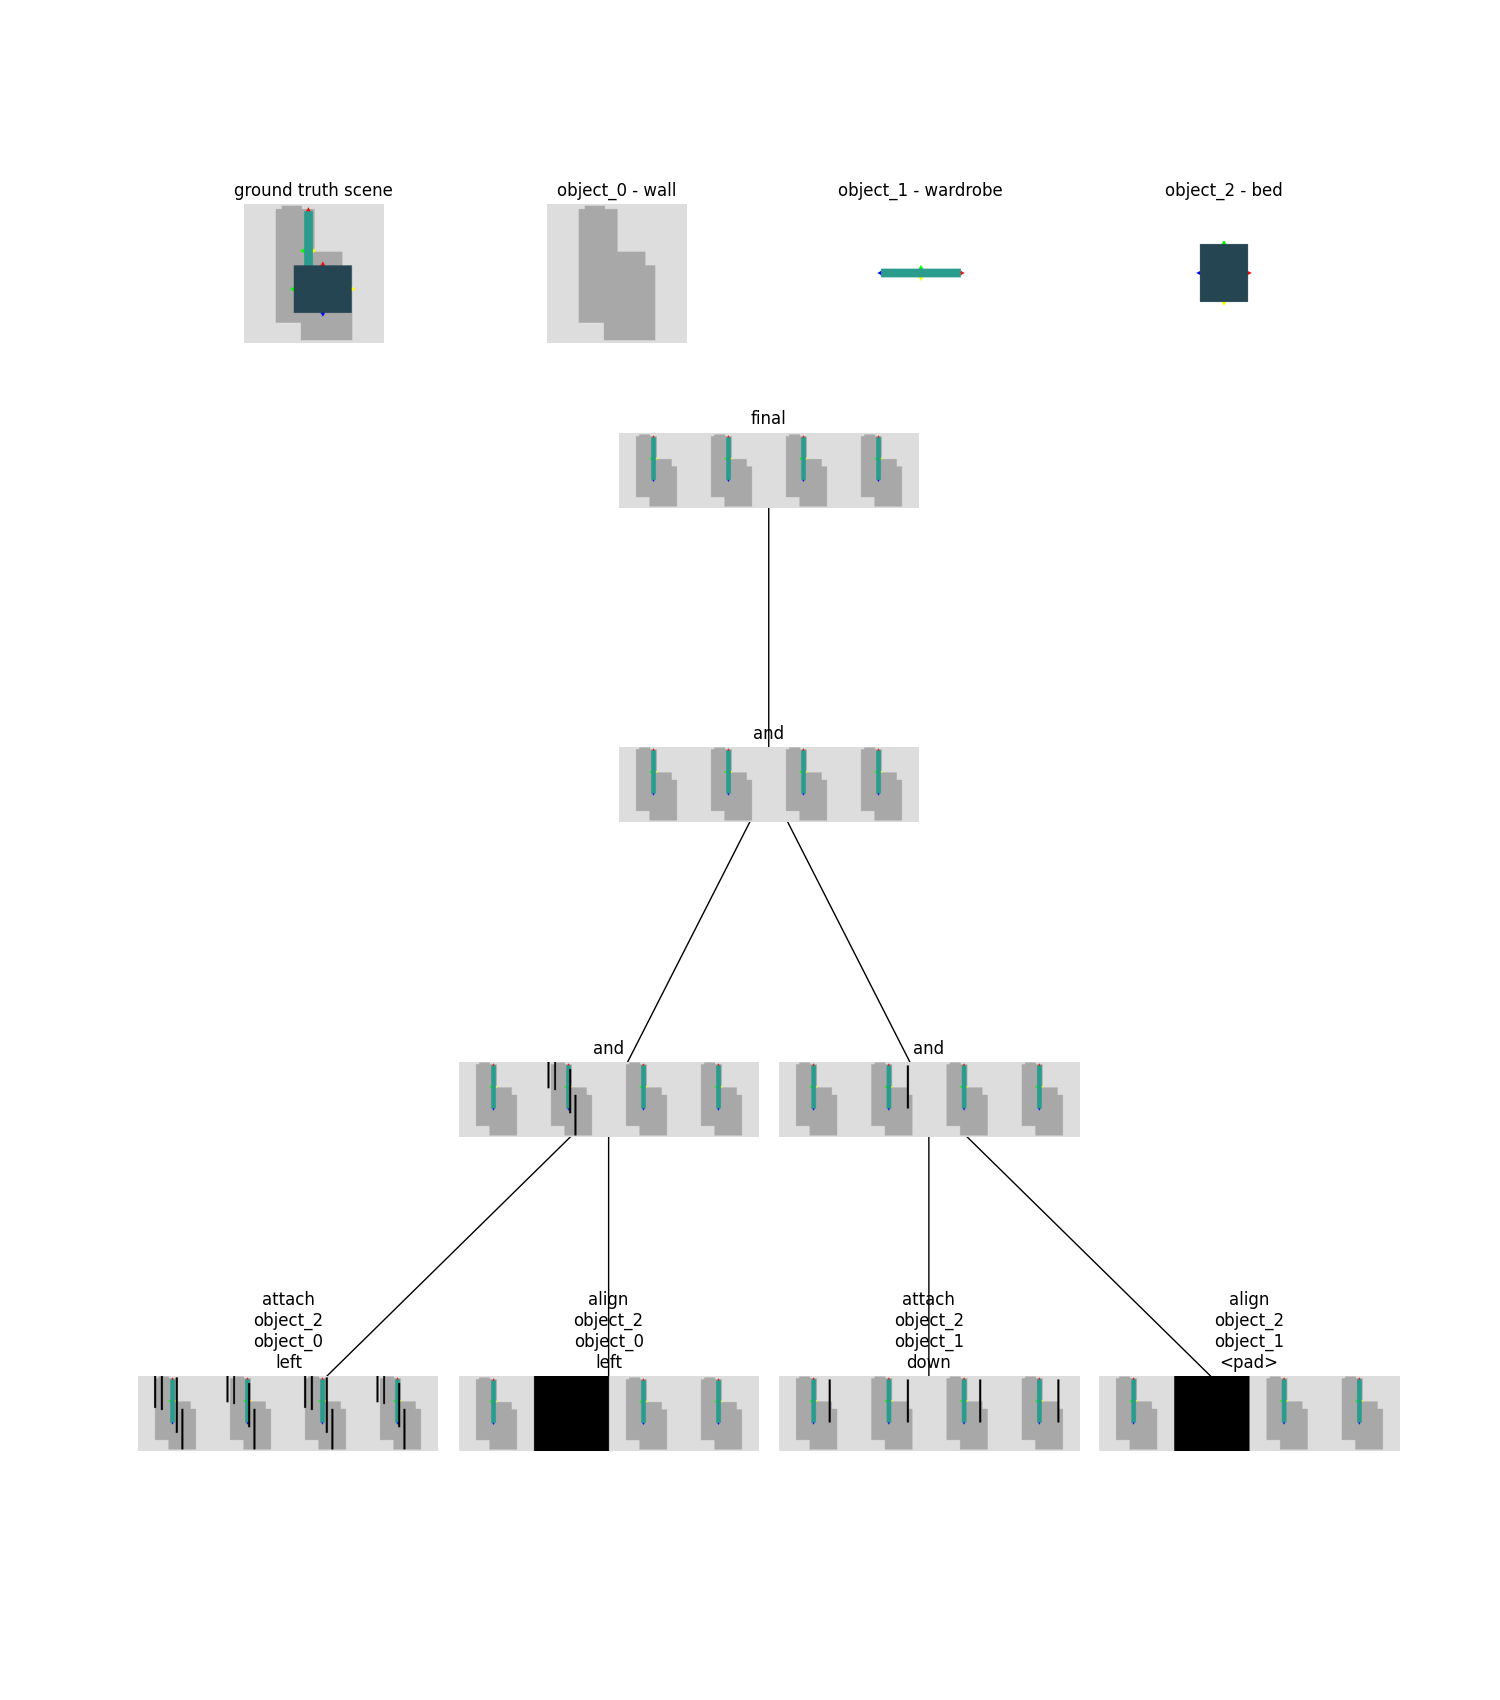 ground truth scene
object_0 - wall
object_1 - wardrobe
object_2 - bed
final
and
and
and
attach
object_2
object_0
left
align
object_2
object_0
left
attach
object_2
object_1
down
align
object_2
object_1
<pad>